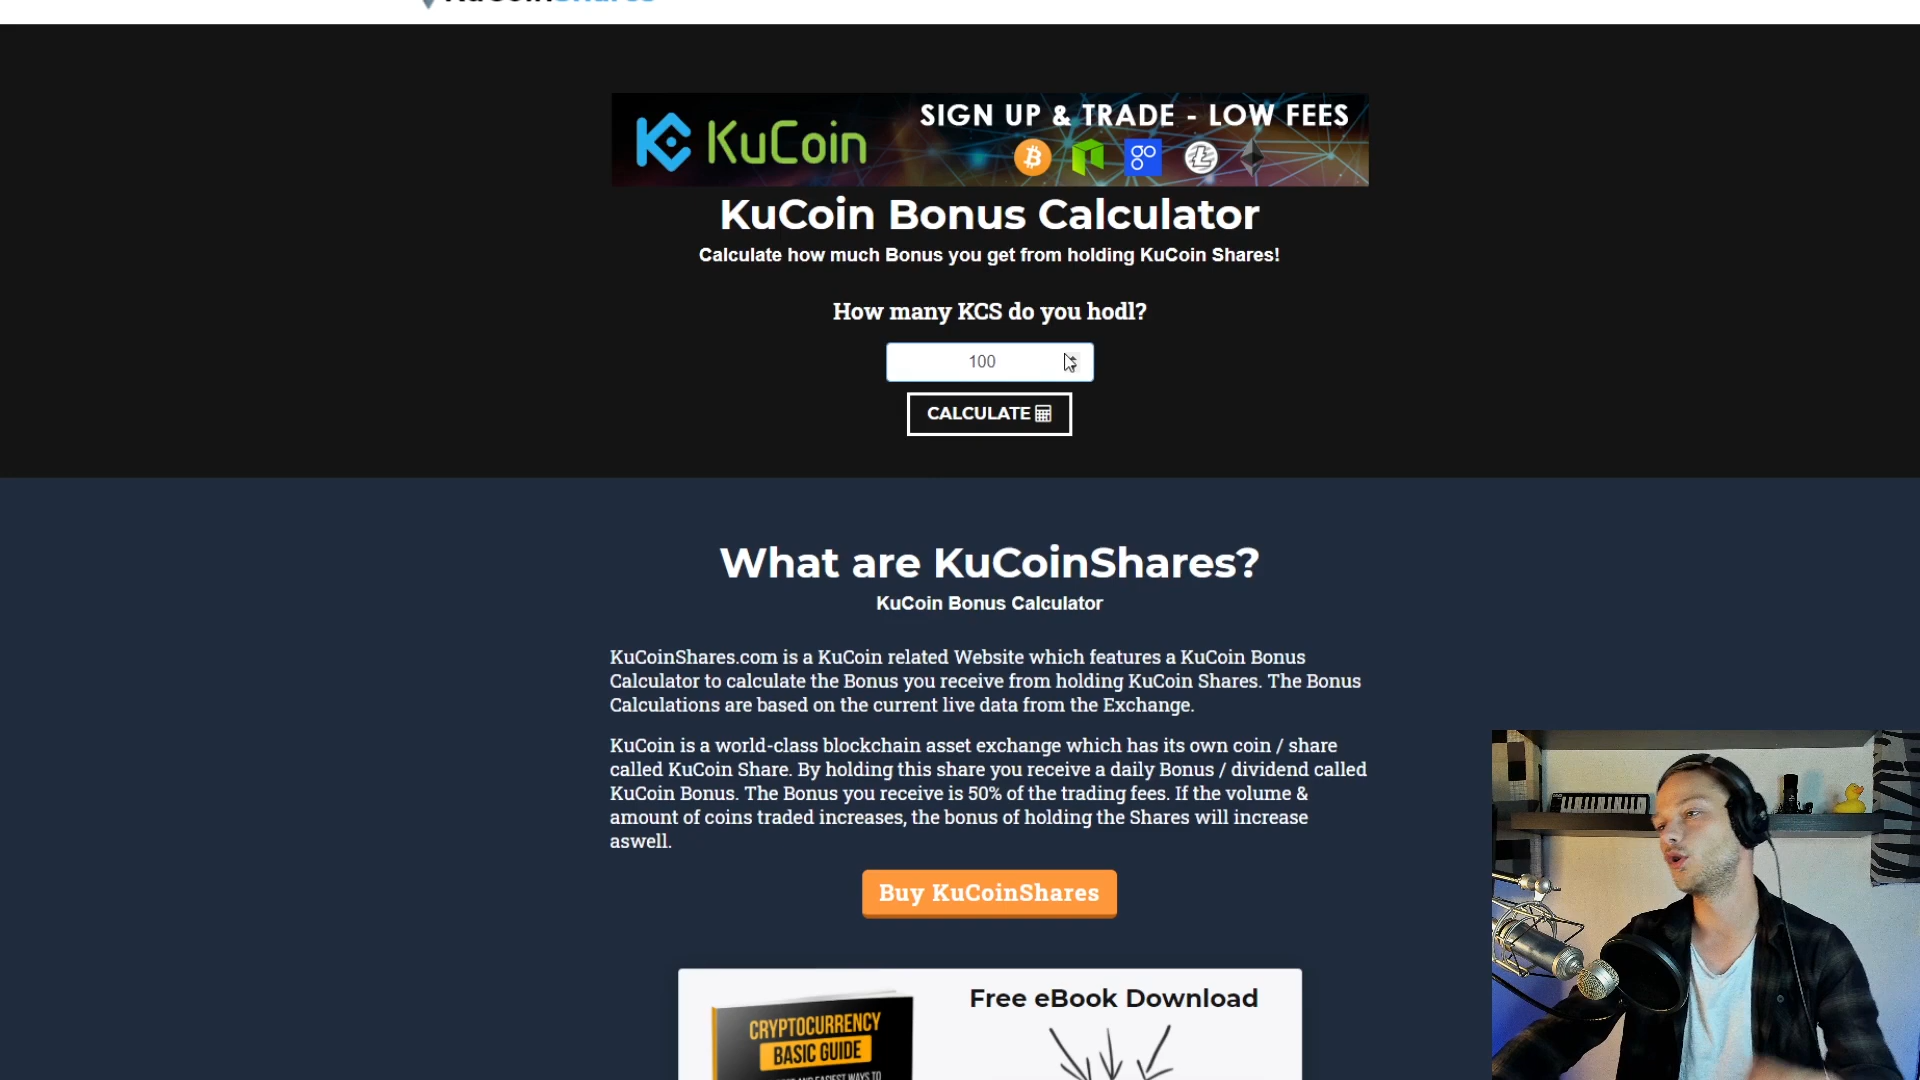 KuCoinShares
SIGN UP & TRADE - LOW FEES
KuCoin
KuCoin Bonus Calculator
Calculate how much Bonus you get from holding KuCoin Shares!
How many KCS do you hodl?
100
CALCULATE
What are KuCoinShares?
KuCoin Bonus Calculator
KuCoinShares.com is a KuCoin related Website which features a KuCoin Bonus
Calculator to calculate the Bonus you receive from holding KuCoin Shares. The Bonus
Calculations are based on the current live data from the Exchange.
KuCoin is a world-class blockchain asset exchange which has its own coin / share
called KuCoin Share. By holding this share you receive a daily Bonus / dividend called
KuCoin Bonus. The Bonus you receive is 50% of the trading fees. If the volume &
amount of coins traded increases, the bonus of holding the Shares will increase
aswell.
Buy KuCoinShares
Free eBook Download
CRYPTOCURRENCY
BASIC GUIDE
AND EASIEST WAYS TO